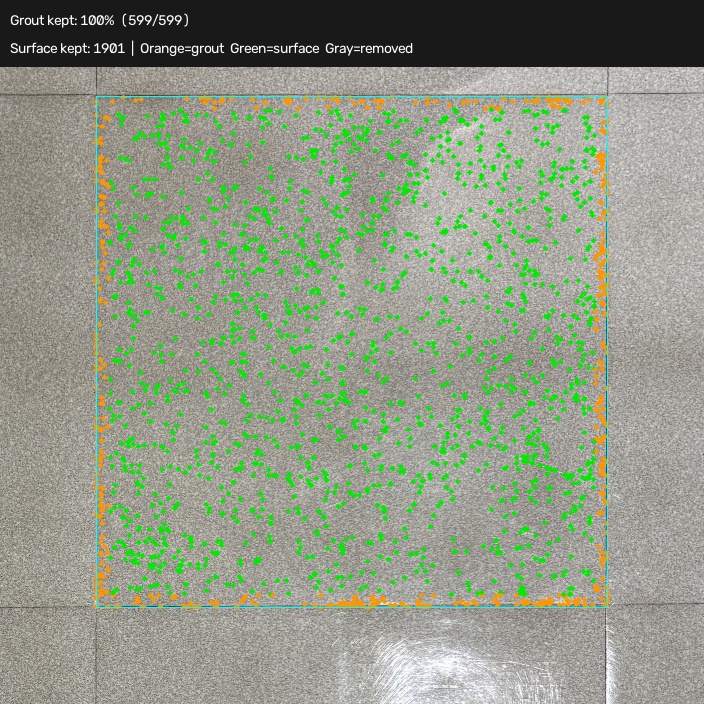 Grout kept: 100% (599/599)
Surface kept: 1901 | Orange=grout Green=surface Gray=removed